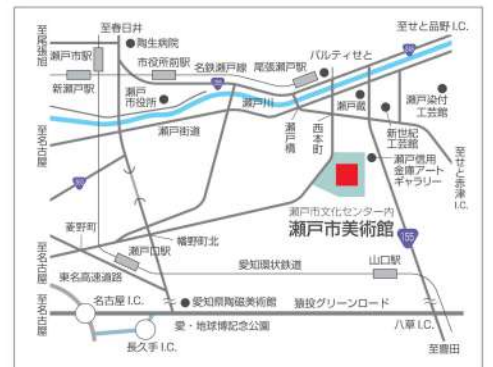 至春日井
至せと品野I.C.
至尾張旭
瀬戸市駅
陶生病院
パルティせと
市役所前駅
名鉄瀬戸線
尾張瀬戸駅
新瀬戸駅
瀬戸市役所
瀬戸川
瀬戸蔵
瀬戸染付工芸館
至名古屋
瀬戸街道
瀬戸橋
西本町
新世紀工芸館
瀬戸信用金庫アートギャラリー
至せと赤津I.C.
瀬戸市文化センター内
瀬戸市美術館
菱野町
幡野町北
155
至名古屋
瀬戸口駅
愛知環状鉄道
山口駅
東名高速道路
至名古屋
名古屋I.C.
愛知県陶磁美術館
猿投グリーンロード
愛・地球博記念公園
八草I.C.
長久手I.C.
至豊田